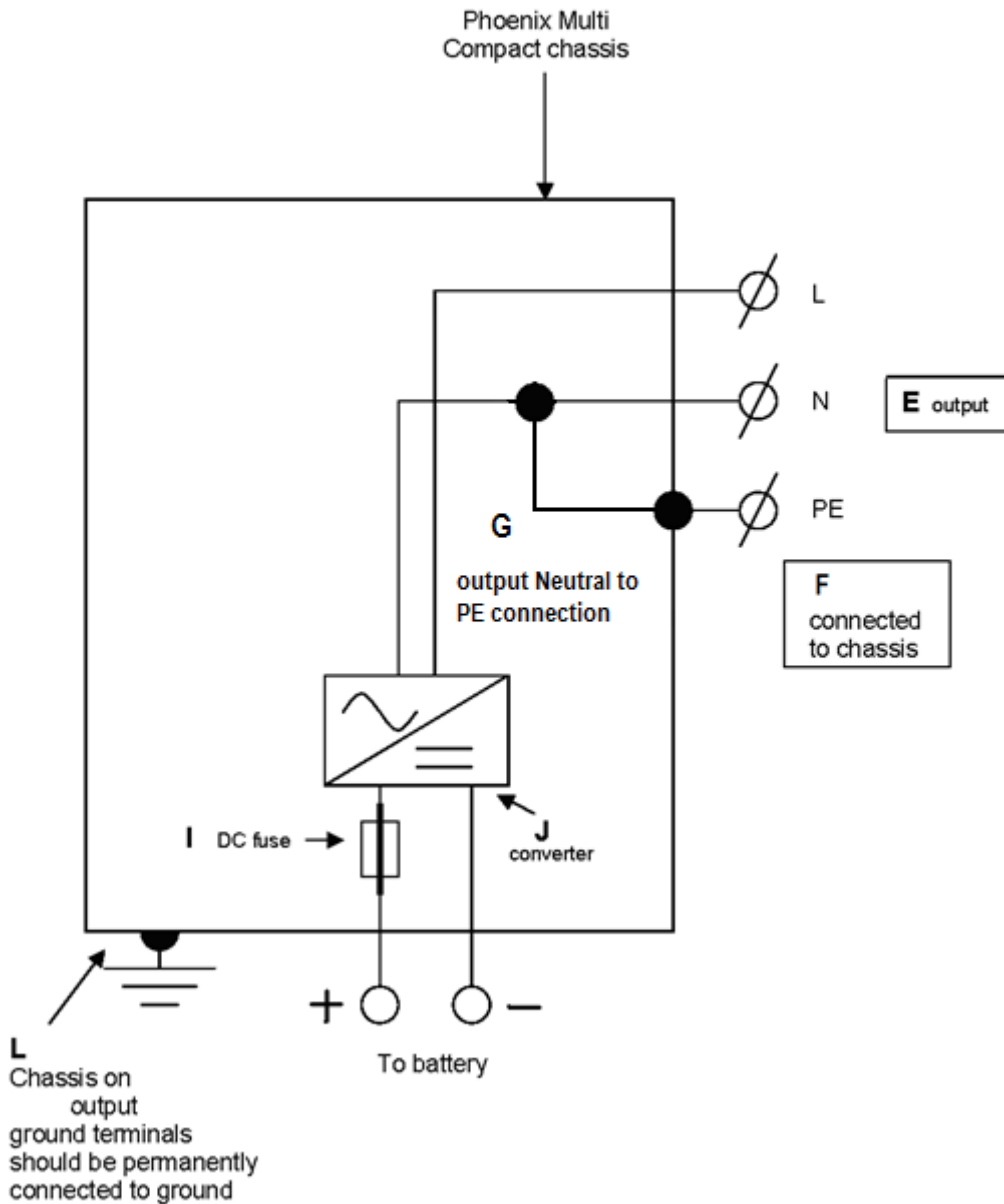 Phoenix Multi
Compact chassis
L
N
E output
PE
G
output Neutral to
PE connection
F
connected
to chassis
I DC fuse
J
converter
+ −
To battery
L
Chassis on
output
ground terminals
should be permanently
connected to ground